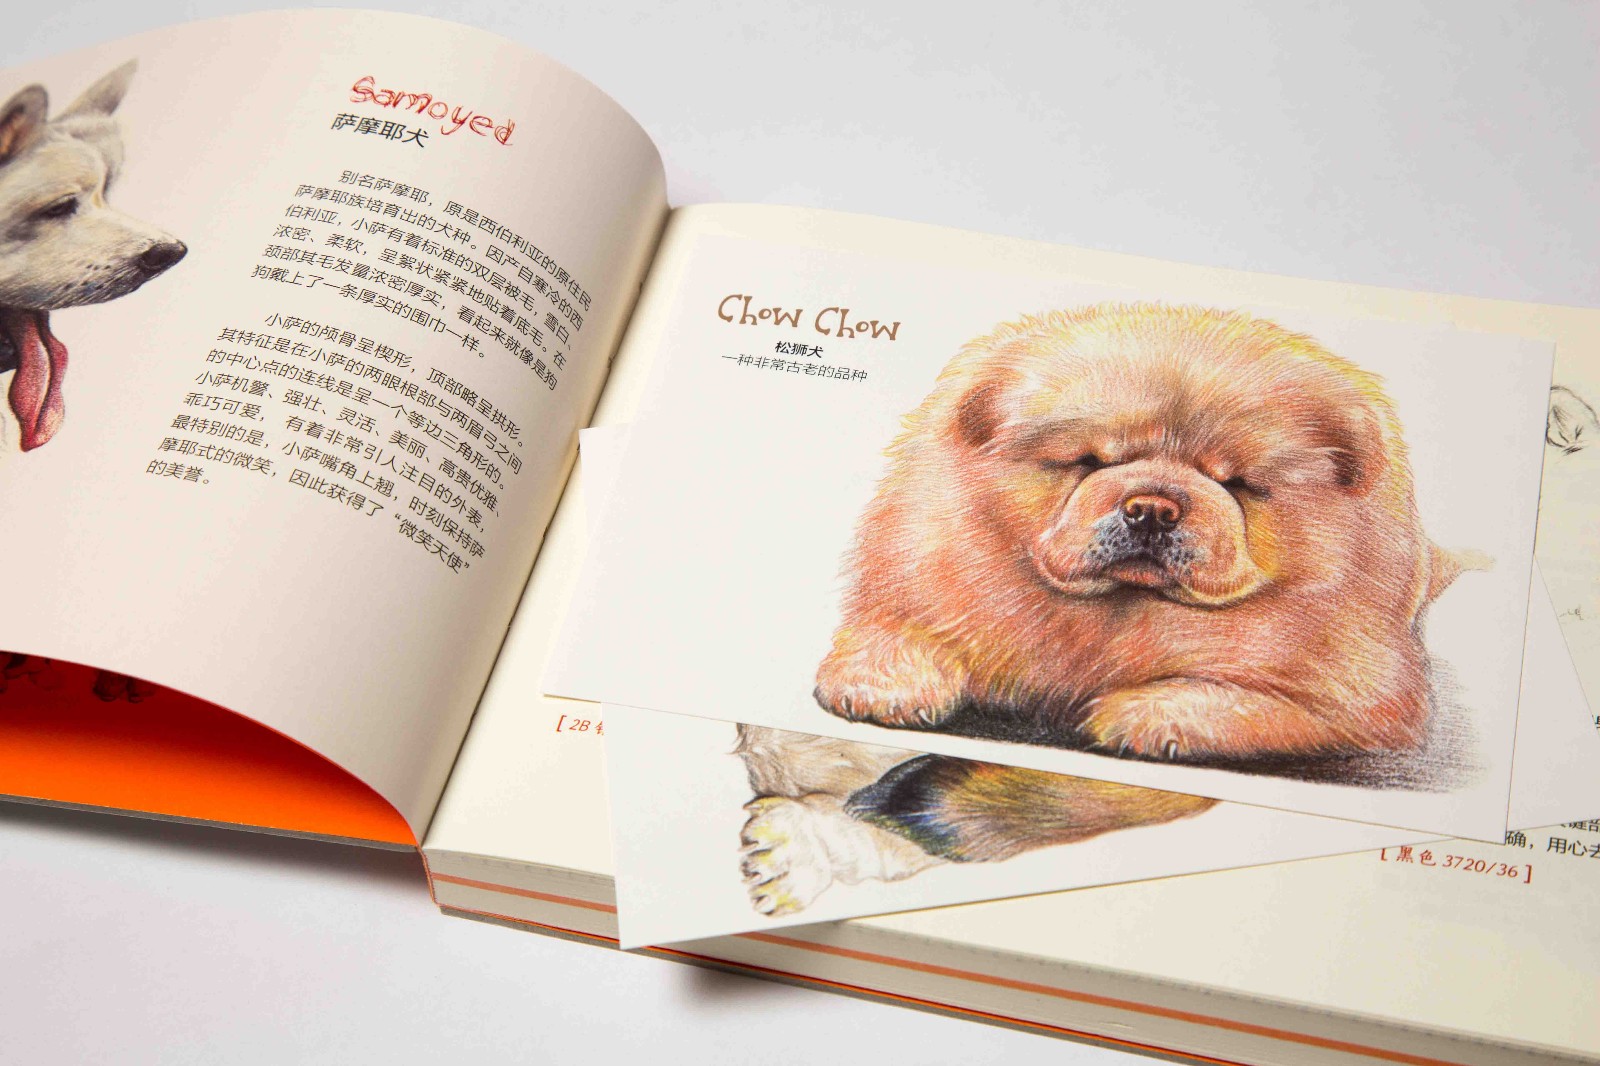 Samoyed
萨摩耶犬
别名萨摩耶，原是西伯利亚的原住民
萨摩耶族培育出的犬种。因产自寒冷的西
伯利亚，小萨有着标准的双层被毛，雪白、
浓密、柔软，呈絮状紧紧地贴着底毛。在
颈部其毛发量浓密厚实，看起来就像是狗
狗戴上了一条厚实的围巾一样。
小萨的颅骨呈楔形，顶部略呈拱形。
其特征是在小萨的两眼根部与两眉弓之间
的中心点的连线是呈一个等边三角形的。
小萨机警、强壮、灵活、美丽、高贵优雅、
乖巧可爱，有着非常引人注目的外表，
最特别的是，小萨嘴角上翘，时刻保持萨
摩耶式的微笑，因此获得了“微笑天使”
的美誉。
Chow Chow
松狮犬
一种非常古老的品种
[ 2B
确，用心去
[ 黑色 3720/36 ]